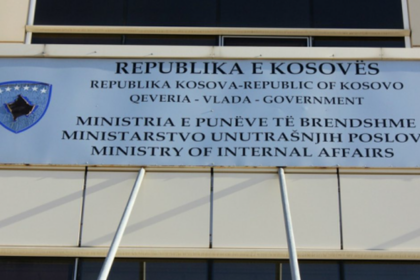 REPUBLIKA E KOSOVËS
REPUBLIKA KOSOVA-REPUBLIC OF KOSOVO
QEVERIA - VLADA - GOVERNMENT
MINISTRIA E PUNËVE TË BRENDSHME
MINISTARSTVO UNUTRAŠNJIH POSLOV
MINISTRY OF INTERNAL AFFAIRS